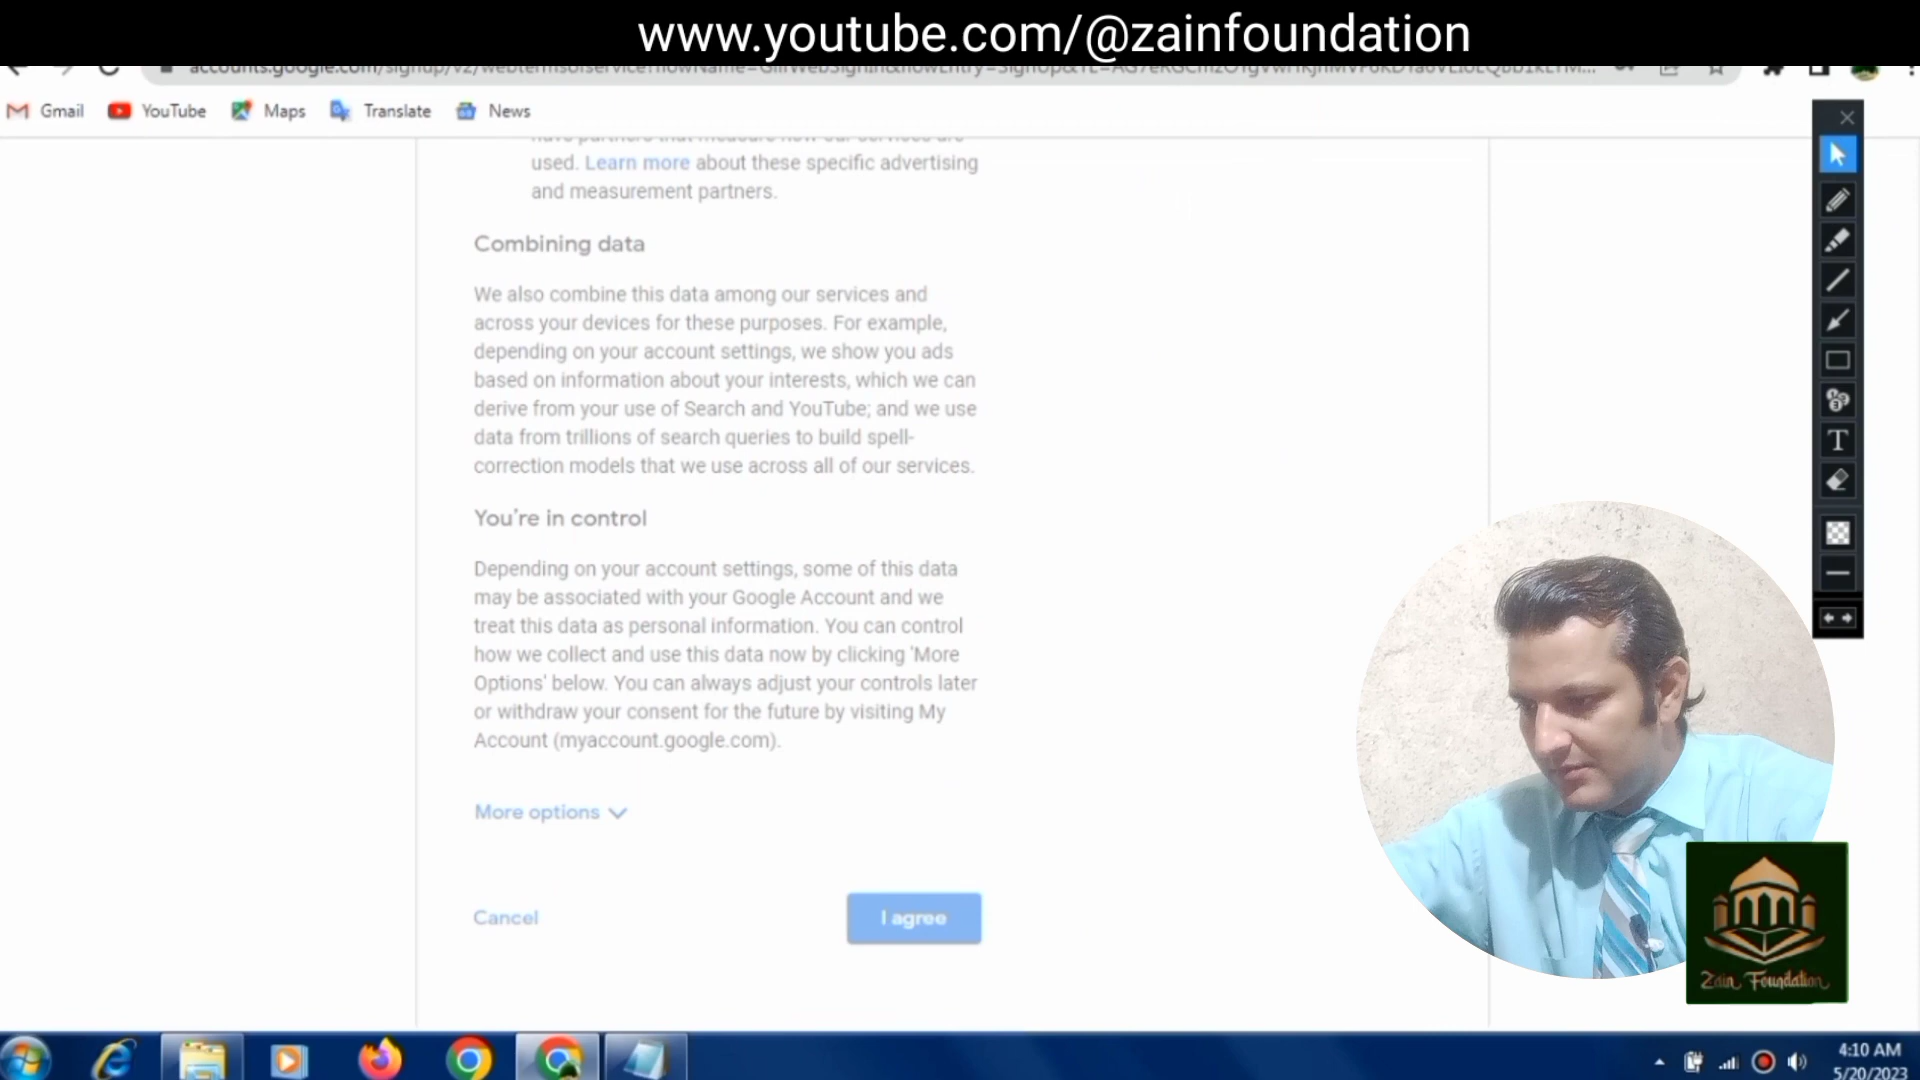 www.youtube.com/@zainfoundation
Gmail YouTube Maps Translate News
used. Learn more about these specific advertising
and measurement partners.
Combining data
We also combine this data among our services and
across your devices for these purposes. For example,
depending on your account settings, we show you ads
based on information about your interests, which we can
derive from your use of Search and YouTube; and we use
data from trillions of search queries to build spell-
correction models that we use across all of our services.
You're in control
Depending on your account settings, some of this data
may be associated with your Google Account and we
treat this data as personal information. You can control
how we collect and use this data now by clicking 'More
Options' below. You can always adjust your controls later
or withdraw your consent for the future by visiting My
Account (myaccount.google.com).
More options
Cancel I agree
T
Zain Foundation
4:10 AM
5/20/2023